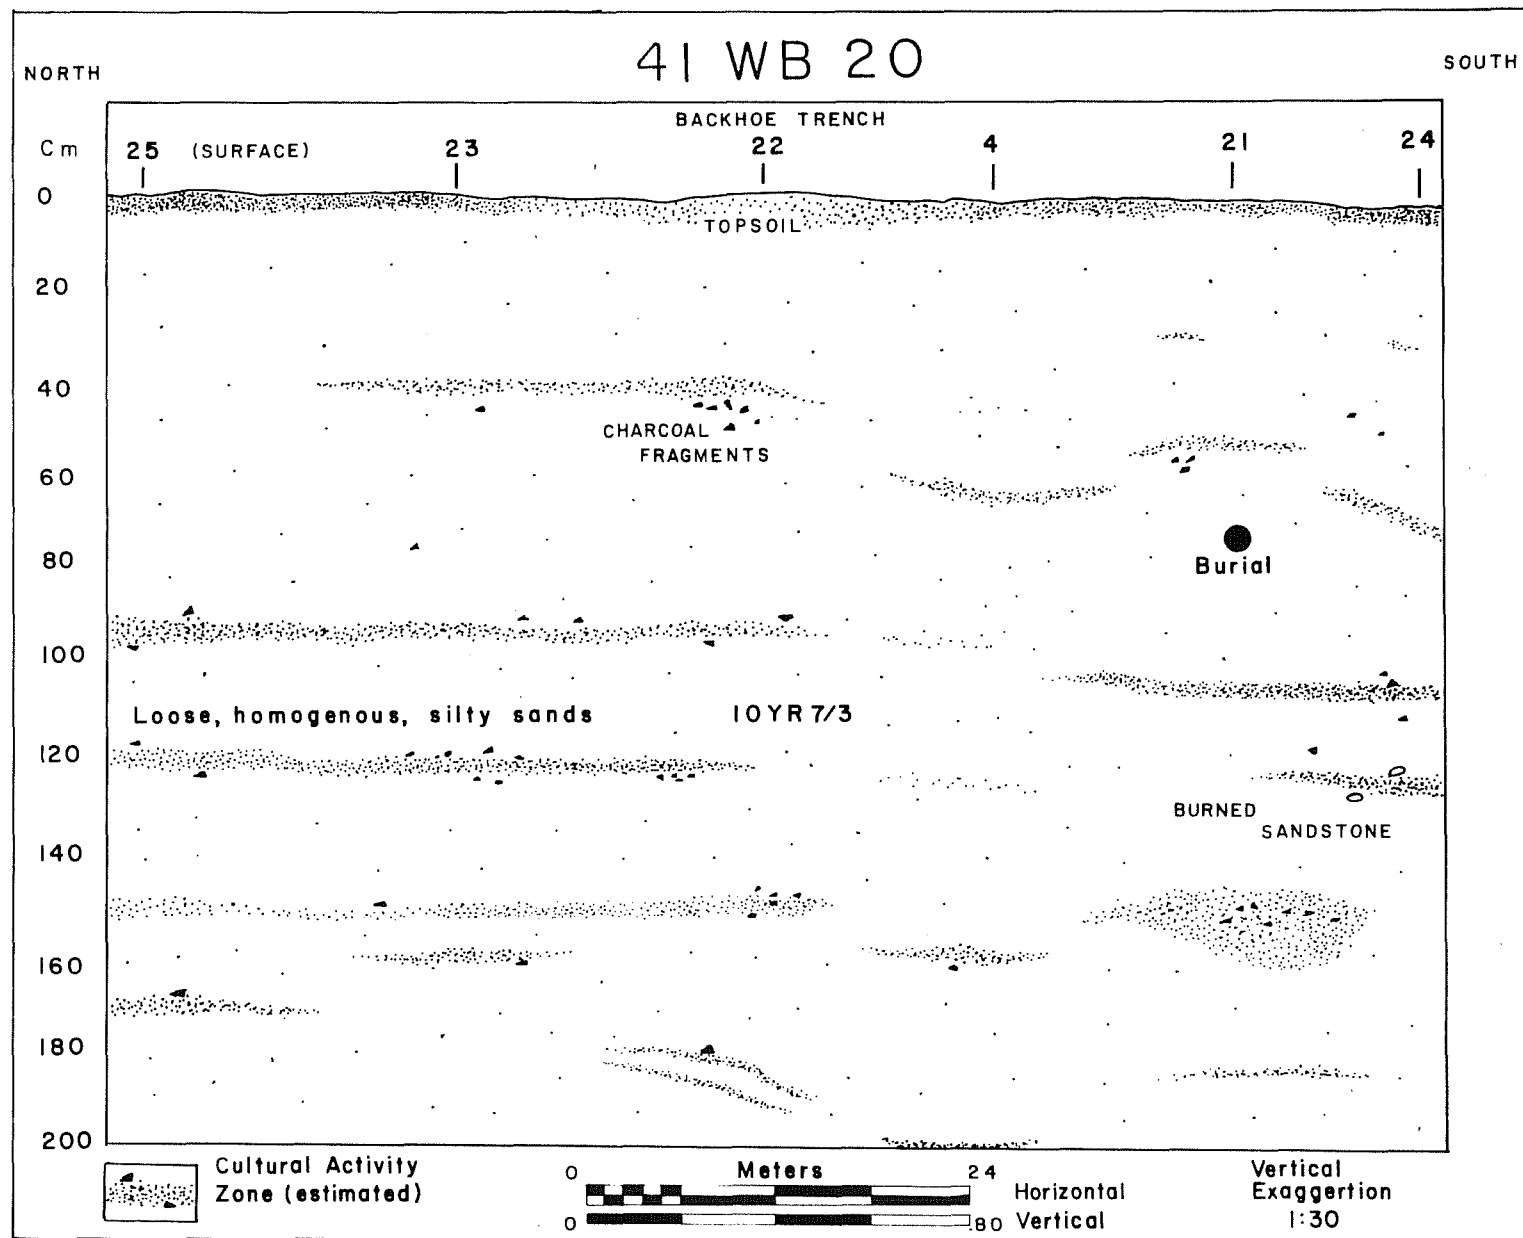 41 WB 20
NORTH
SOUTH
BACKHOE TRENCH
Cm
25 (SURFACE) 23 22 4 21 24
0
TOPSOIL
20
40
CHARCOAL
FRAGMENTS
60
80
Burial
100
Loose, homogenous, silty sands 10YR 7/3
120
BURNED
SANDSTONE
140
160
180
200
Cultural Activity
Zone (estimated)
0 Meters 24
Horizontal
0 .80 Vertical
Vertical
Exaggertion
1:30